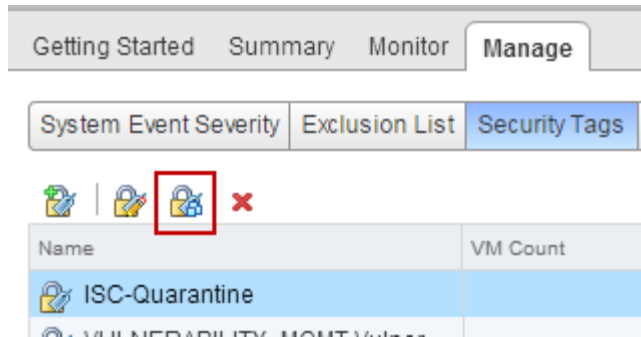 Getting Started Summary Monitor Manage
System Event Severity Exclusion List Security Tags
Name VM Count
ISC-Quarantine